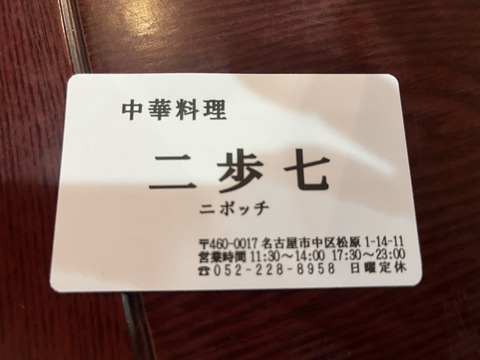 中華料理
二歩七
ニポッチ
〒460-0017 名古屋市中区松原 1-14-11
営業時間 11:30～14:00 17:30～23:00
☎052-228-8958 日曜定休